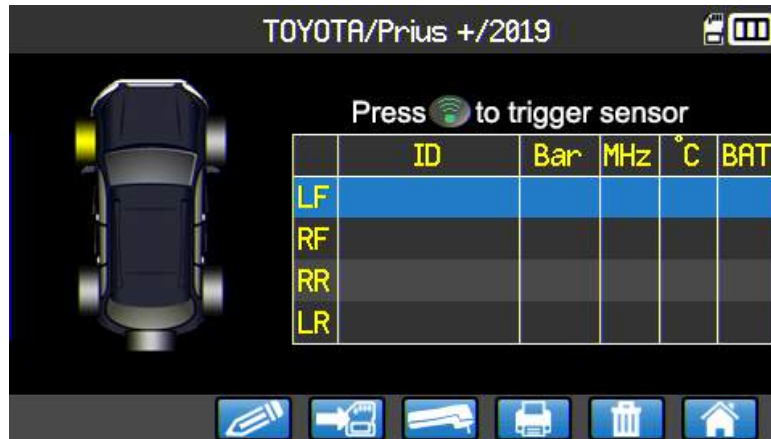 TOYOTA/Prius +/2019
Press to trigger sensor
ID Bar MHz °C BAT
LF
RF
RR
LR